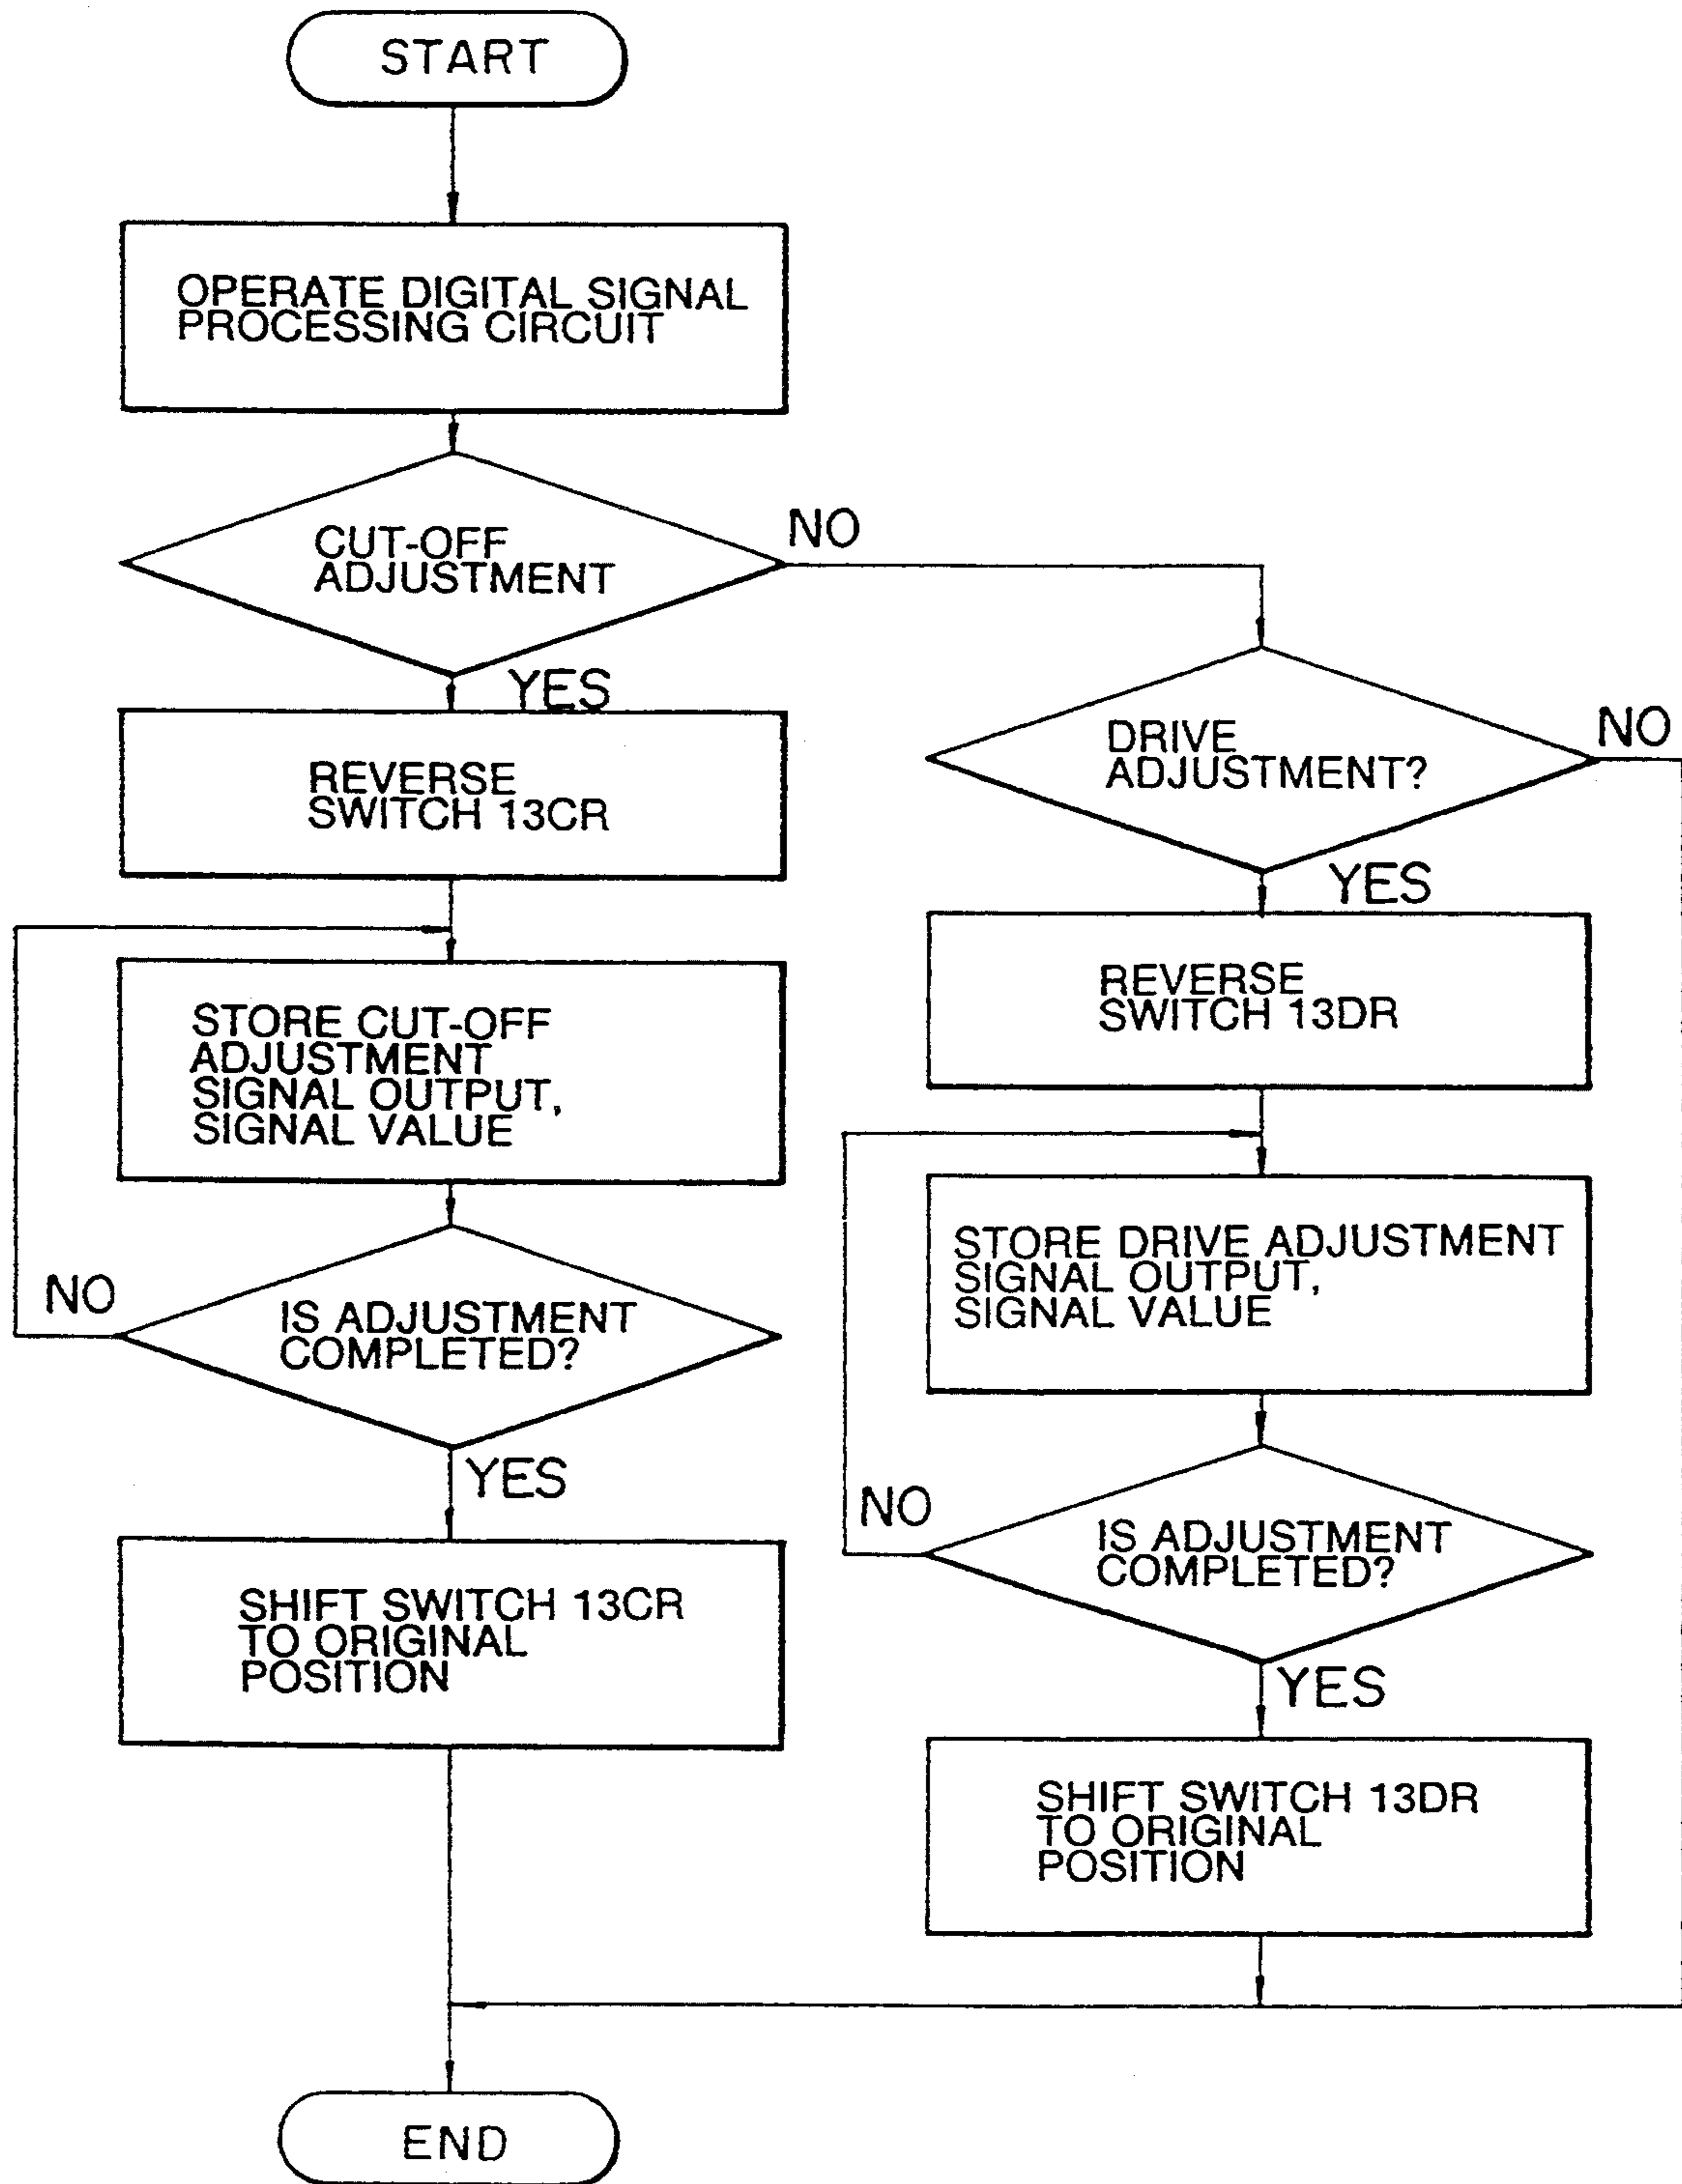 START
OPERATE DIGITAL SIGNAL
PROCESSING CIRCUIT
CUT-OFF
ADJUSTMENT
NO
YES
REVERSE
SWITCH 13CR
STORE CUT-OFF
ADJUSTMENT
SIGNAL OUTPUT,
SIGNAL VALUE
NO
IS ADJUSTMENT
COMPLETED?
YES
SHIFT SWITCH 13CR
TO ORIGINAL
POSITION
DRIVE
ADJUSTMENT?
NO
YES
REVERSE
SWITCH 13DR
STORE DRIVE ADJUSTMENT
SIGNAL OUTPUT,
SIGNAL VALUE
NO
IS ADJUSTMENT
COMPLETED?
YES
SHIFT SWITCH 13DR
TO ORIGINAL
POSITION
END